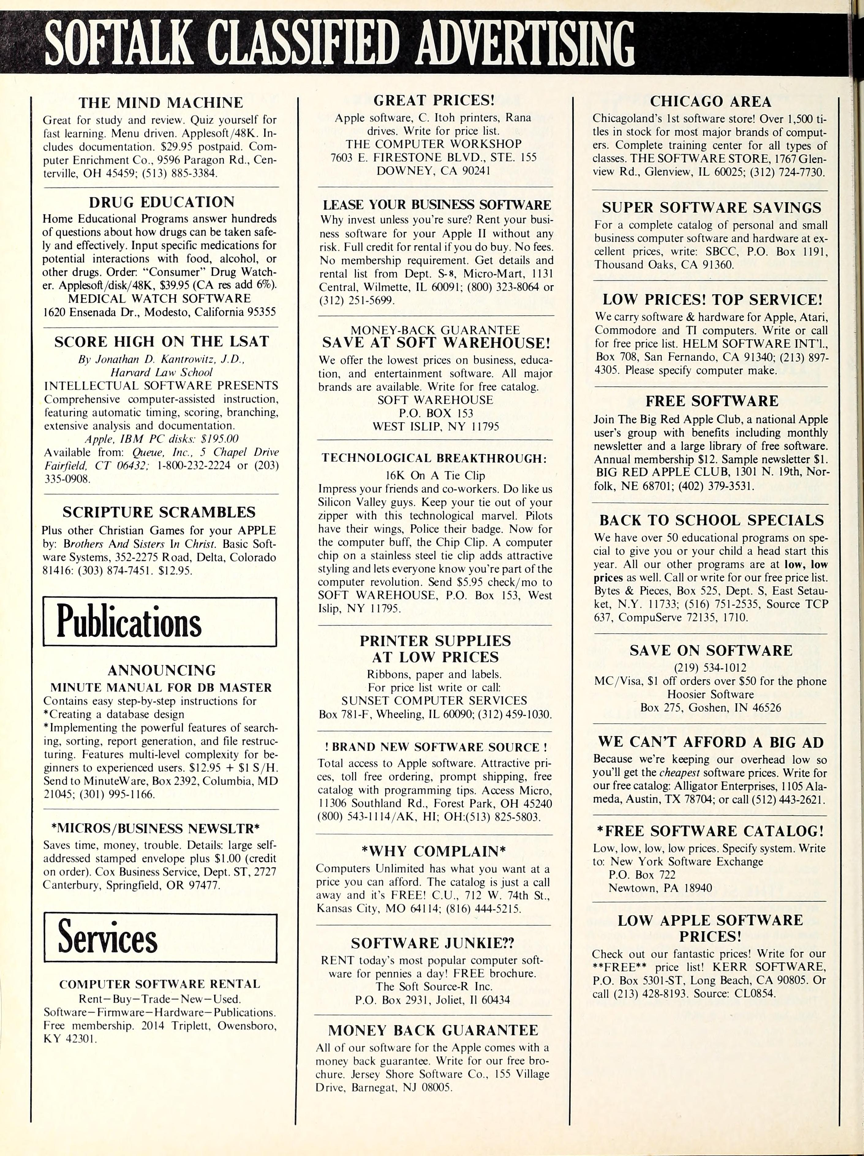 SOFTALK CLASSIFIED ADVERTISING
THE MIND MACHINE
Great for study and review. Quiz yourself for
fast learning. Menu driven. Applesoft/48K. In-
cludes documentation. $29.95 postpaid. Com-
puter Enrichment Co., 9596 Paragon Rd., Cen-
terville, OH 45459; (513) 885-3384.
DRUG EDUCATION
Home Educational Programs answer hundreds
of questions about how drugs can be taken safe-
ly and effectively. Input specific medications for
potential interactions with food, alcohol, or
other drugs. Order: “Consumer” Drug Watch-
er. Applesoft/disk/48K, $39.95 (CA res add 6%).
MEDICAL WATCH SOFTWARE
1620 Ensenada Dr., Modesto, California 95355
SCORE HIGH ON THE LSAT
By Jonathan D. Kantrowitz, J.D.,
Harvard Law School
INTELLECTUAL SOFTWARE PRESENTS
Comprehensive computer-assisted instruction,
featuring automatic timing, scoring, branching,
extensive analysis and documentation.
Apple, IBM PC disks: $195.00
Available from: Queue, Inc., 5 Chapel Drive
Fairfield, CT 06432; 1-800-232-2224 or (203)
335-0908.
SCRIPTURE SCRAMBLES
Plus other Christian Games for your APPLE
by: Brothers And Sisters In Christ. Basic Soft-
ware Systems, 352-2275 Road, Delta, Colorado
81416: (303) 874-7451. $12.95.
Publications
ANNOUNCING
MINUTE MANUAL FOR DB MASTER
Contains easy step-by-step instructions for
*Creating a database design
*Implementing the powerful features of search-
ing, sorting, report generation, and file restruc-
turing. Features multi-level complexity for be-
ginners to experienced users. $12.95 + $1 S/H.
Send to MinuteWare, Box 2392, Columbia, MD
21045; (301) 995-1166.
*MICROS/BUSINESS NEWSLTR*
Saves time, money, trouble. Details: large self-
addressed stamped envelope plus $1.00 (credit
on order). Cox Business Service, Dept. ST, 2727
Canterbury, Springfield, OR 97477.
Services
COMPUTER SOFTWARE RENTAL
Rent—Buy—Trade—New—Used.
Software—Firmware—Hardware—Publications.
Free membership. 2014 Triplett, Owensboro,
KY 42301.
GREAT PRICES!
Apple software, C. Itoh printers, Rana
drives. Write for price list.
THE COMPUTER WORKSHOP
7603 E. FIRESTONE BLVD., STE. 155
DOWNEY, CA 90241
LEASE YOUR BUSINESS SOFTWARE
Why invest unless you're sure? Rent your busi-
ness software for your Apple II without any
risk. Full credit for rental if you do buy. No fees.
No membership requirement. Get details and
rental list from Dept. S-8, Micro-Mart, 1131
Central, Wilmette, IL 60091; (800) 323-8064 or
(312) 251-5699.
MONEY-BACK GUARANTEE
SAVE AT SOFT WAREHOUSE!
We offer the lowest prices on business, educa-
tion, and entertainment software. All major
brands are available. Write for free catalog.
SOFT WAREHOUSE
P.O. BOX 153
WEST ISLIP, NY 11795
TECHNOLOGICAL BREAKTHROUGH:
16K On A Tie Clip
Impress your friends and co-workers. Do like us
Silicon Valley guys. Keep your tie out of your
zipper with this technological marvel. Pilots
have their wings, Police their badge. Now for
the computer buff, the Chip Clip. A computer
chip on a stainless steel tie clip adds attractive
styling and lets everyone know you're part of the
computer revolution. Send $5.95 check/mo to
SOFT WAREHOUSE, P.O. Box 153, West
Islip, NY 11795.
PRINTER SUPPLIES
AT LOW PRICES
Ribbons, paper and labels.
For price list write or call:
SUNSET COMPUTER SERVICES
Box 781-F, Wheeling, IL 60090; (312) 459-1030.
! BRAND NEW SOFTWARE SOURCE !
Total access to Apple software. Attractive pri-
ces, toll free ordering, prompt shipping, free
catalog with programming tips. Access Micro,
11306 Southland Rd., Forest Park, OH 45240
(800) 543-1114/AK, HI; OH:(513) 825-5803.
*WHY COMPLAIN*
Computers Unlimited has what you want at a
price you can afford. The catalog is just a call
away and it's FREE! C.U., 712 W. 74th St.,
Kansas City, MO 64114; (816) 444-5215.
SOFTWARE JUNKIE??
RENT today's most popular computer soft-
ware for pennies a day! FREE brochure.
The Soft Source-R Inc.
P.O. Box 2931, Joliet, Il 60434
MONEY BACK GUARANTEE
All of our software for the Apple comes with a
money back guarantee. Write for our free bro-
chure. Jersey Shore Software Co., 155 Village
Drive, Barnegat, NJ 08005.
CHICAGO AREA
Chicagoland's 1st software store! Over 1,500 ti-
tles in stock for most major brands of comput-
ers. Complete training center for all types of
classes. THE SOFTWARE STORE, 1767 Glen-
view Rd., Glenview, IL 60025; (312) 724-7730.
SUPER SOFTWARE SAVINGS
For a complete catalog of personal and small
business computer software and hardware at ex-
cellent prices, write: SBCC, P.O. Box 1191,
Thousand Oaks, CA 91360.
LOW PRICES! TOP SERVICE!
We carry software & hardware for Apple, Atari,
Commodore and TI computers. Write or call
for free price list. HELM SOFTWARE INT'L,
Box 708, San Fernando, CA 91340; (213) 897-
4305. Please specify computer make.
FREE SOFTWARE
Join The Big Red Apple Club, a national Apple
user's group with benefits including monthly
newsletter and a large library of free software.
Annual membership $12. Sample newsletter $1.
BIG RED APPLE CLUB, 1301 N. 19th, Nor-
folk, NE 68701; (402) 379-3531.
BACK TO SCHOOL SPECIALS
We have over 50 educational programs on spe-
cial to give you or your child a head start this
year. All our other programs are at low, low
prices as well. Call or write for our free price list.
Bytes & Pieces, Box 525, Dept. S, East Setau-
ket, N.Y. 11733; (516) 751-2535, Source TCP
637, CompuServe 72135, 1710.
SAVE ON SOFTWARE
(219) 534-1012
MC/Visa, $1 off orders over $50 for the phone
Hoosier Software
Box 275, Goshen, IN 46526
WE CAN'T AFFORD A BIG AD
Because we're keeping our overhead low so
you'll get the cheapest software prices. Write for
our free catalog: Alligator Enterprises, 1105 Ala-
meda, Austin, TX 78704; or call (512) 443-2621.
*FREE SOFTWARE CATALOG!
Low, low, low, low prices. Specify system. Write
to: New York Software Exchange
P.O. Box 722
Newtown, PA 18940
LOW APPLE SOFTWARE
PRICES!
Check out our fantastic prices! Write for our
**FREE** price list! KERR SOFTWARE,
P.O. Box 5301-ST, Long Beach, CA 90805. Or
call (213) 428-8193. Source: CL0854.